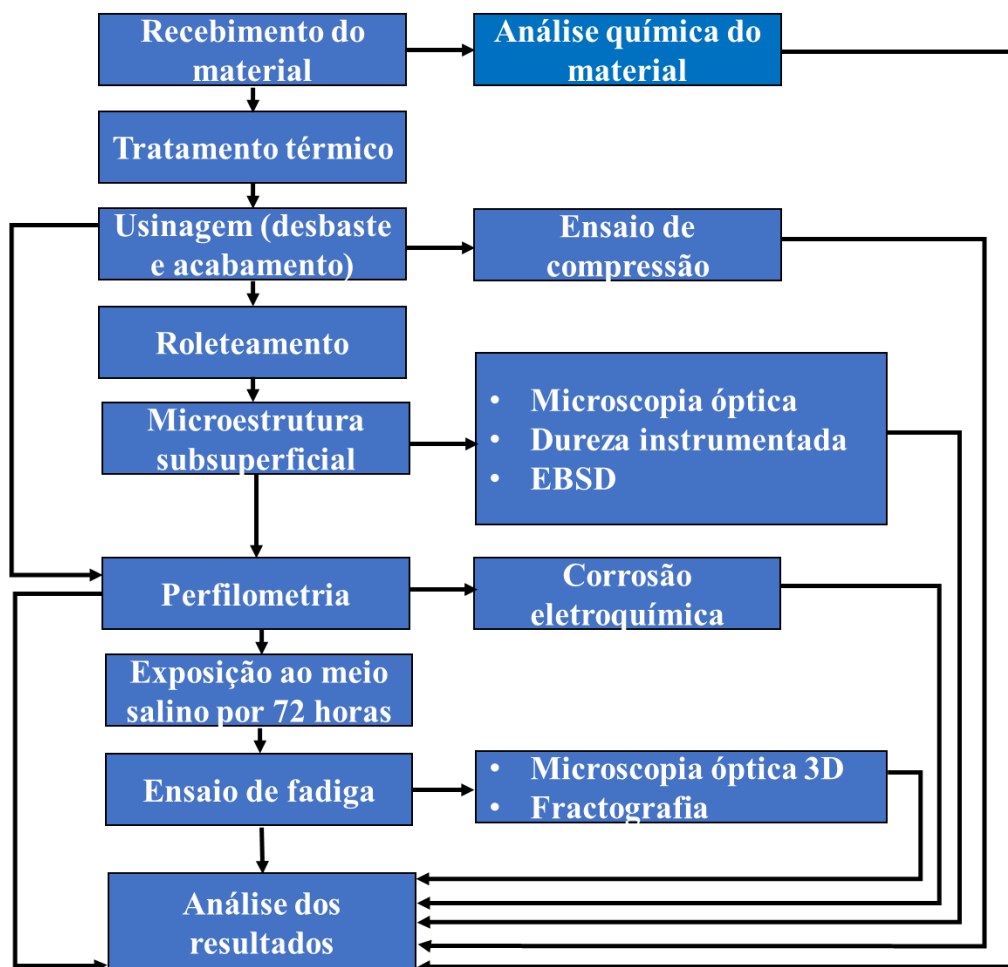 Recebimento do
material
Análise química do
material
Tratamento térmico
Usinagem (desbaste
e acabamento)
Ensaio de
compressão
Roleteamento
Microestrutura
subsuperficial
• Microscopia óptica
• Dureza instrumentada
• EBSD
Perfilometria
Corrosão
eletroquímica
Exposição ao meio
salino por 72 horas
Ensaio de fadiga
• Microscopia óptica 3D
• Fractografia
Análise dos
resultados